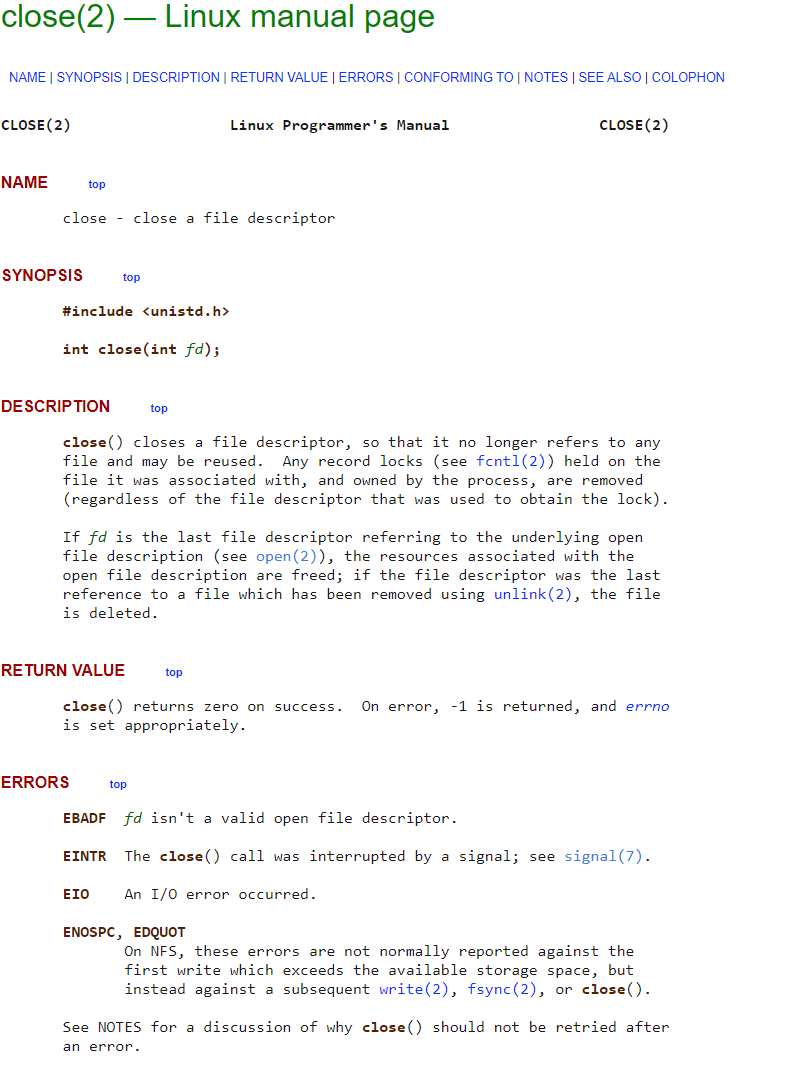 close(2) — Linux manual page
NAME | SYNOPSIS | DESCRIPTION | RETURN VALUE | ERRORS | CONFORMING TO | NOTES | SEE ALSO | COLOPHON
CLOSE(2) Linux Programmer's Manual CLOSE(2)
NAME top
close - close a file descriptor
SYNOPSIS top
#include <unistd.h>
int close(int fd);
DESCRIPTION top
close() closes a file descriptor, so that it no longer refers to any
file and may be reused. Any record locks (see fcntl(2)) held on the
file it was associated with, and owned by the process, are removed
(regardless of the file descriptor that was used to obtain the lock).
If fd is the last file descriptor referring to the underlying open
file description (see open(2)), the resources associated with the
open file description are freed; if the file descriptor was the last
reference to a file which has been removed using unlink(2), the file
is deleted.
RETURN VALUE top
close() returns zero on success. On error, -1 is returned, and errno
is set appropriately.
ERRORS top
EBADF fd isn't a valid open file descriptor.
EINTR The close() call was interrupted by a signal; see signal(7).
EIO An I/O error occurred.
ENOSPC, EDQUOT
On NFS, these errors are not normally reported against the
first write which exceeds the available storage space, but
instead against a subsequent write(2), fsync(2), or close().
See NOTES for a discussion of why close() should not be retried after
an error.